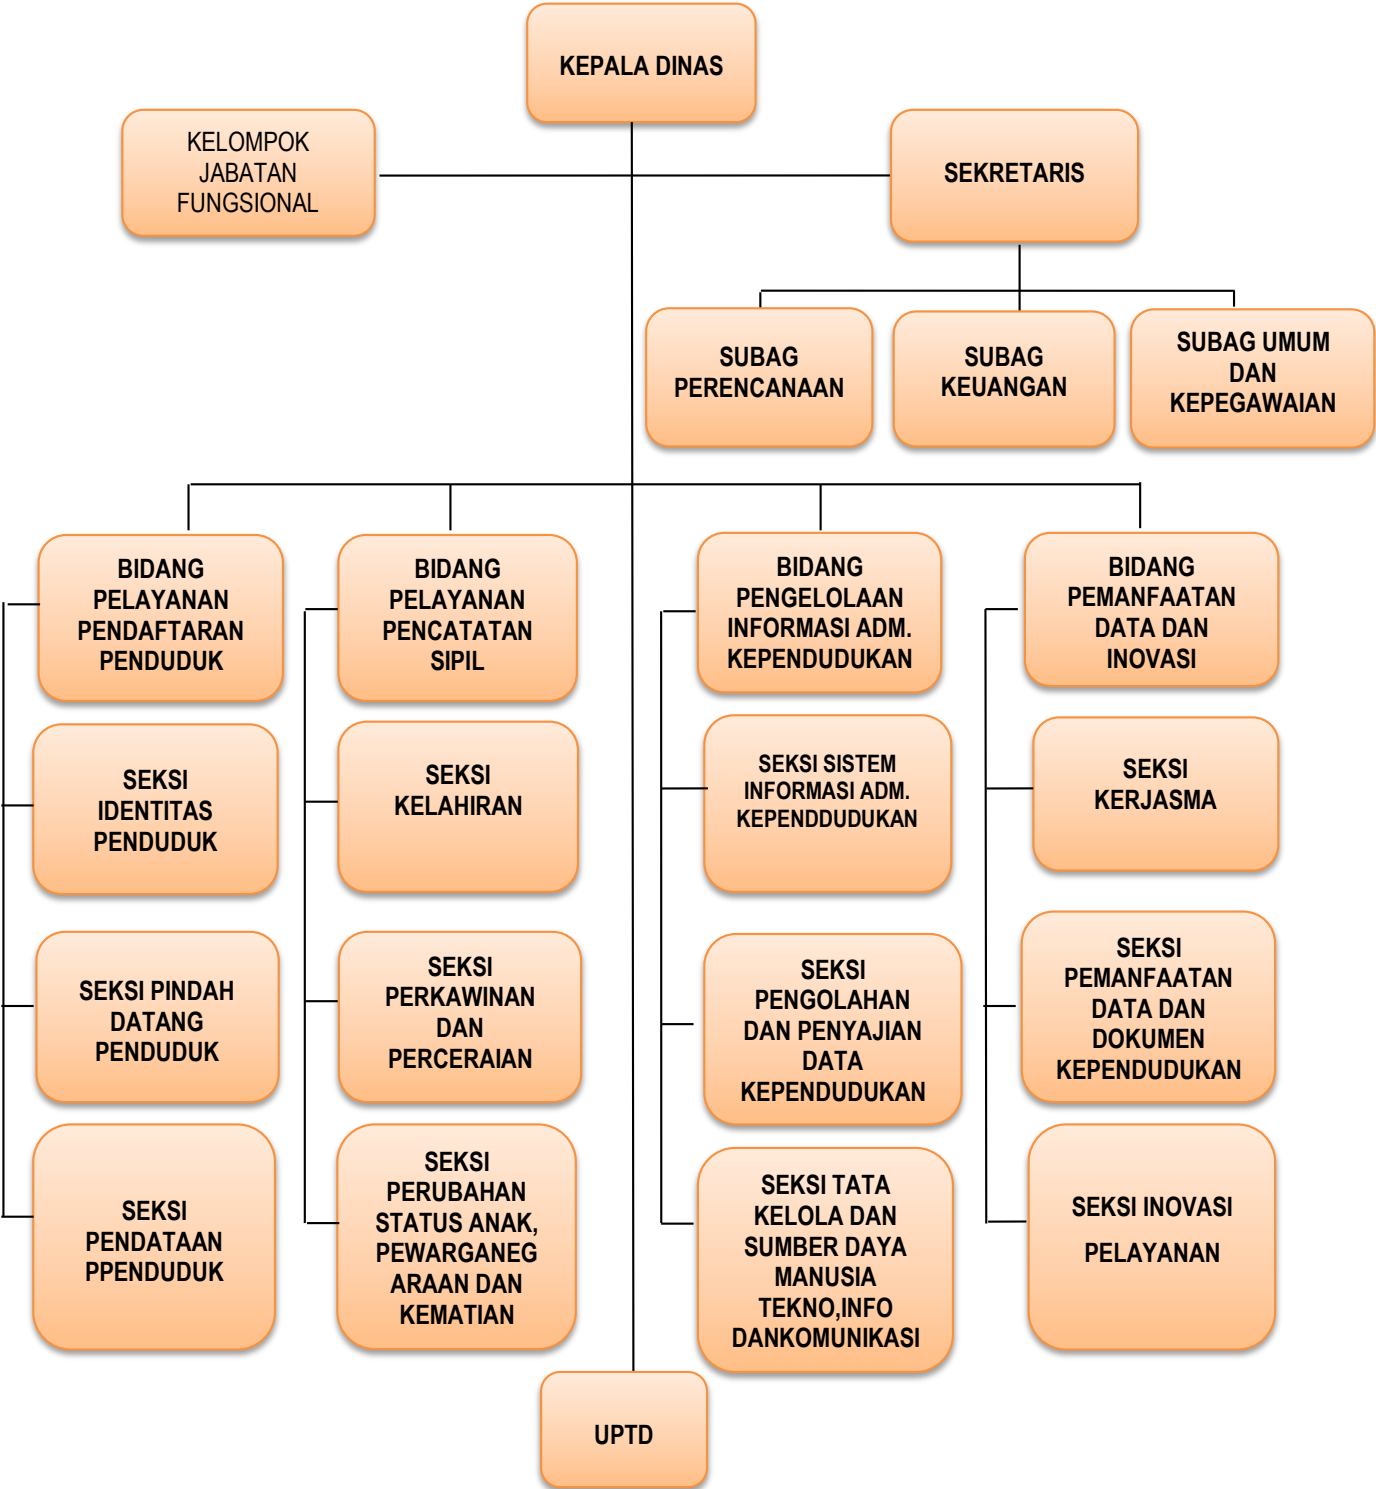 KEPALA DINAS
KELOMPOK
JABATAN
FUNGSIONAL
SEKRETARIS
SUBAG
PERENCANAAN
SUBAG
KEUANGAN
SUBAG UMUM
DAN
KEPEGAWAIAN
BIDANG
PELAYANAN
PENDAFTARAN
PENDUDUK
BIDANG
PELAYANAN
PENCATATAN
SIPIL
BIDANG
PENGELOLAAN
INFORMASI ADM.
KEPENDUDUKAN
BIDANG
PEMANFAATAN
DATA DAN
INOVASI
SEKSI
IDENTITAS
PENDUDUK
SEKSI
KELAHIRAN
SEKSI SISTEM
INFORMASI ADM.
KEPENDDUDUKAN
SEKSI
KERJASMA
SEKSI PINDAH
DATANG
PENDUDUK
SEKSI
PERKAWINAN
DAN
PERCERAIAN
SEKSI
PENGOLAHAN
DAN PENYAJIAN
DATA
KEPENDUDUKAN
SEKSI
PEMANFAATAN
DATA DAN
DOKUMEN
KEPENDUDUKAN
SEKSI
PENDATAAN
PPENDUDUK
SEKSI
PERUBAHAN
STATUS ANAK,
PEWARGANEG
ARAAN DAN
KEMATIAN
SEKSI TATA
KELOLA DAN
SUMBER DAYA
MANUSIA
TEKNO,INFO
DANKOMUNIKASI
SEKSI INOVASI
PELAYANAN
UPTD